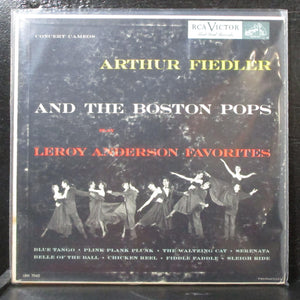 RCA VICTOR
CONCERT CAMEOS
ARTHUR FIEDLER
AND THE BOSTON POPS
LEROY ANDERSON FAVORITES
BLUE TANGO • PLINK PLANK PLUNK • THE WALTZING CAT • SERENATA
BELLE OF THE BALL • CHICKEN REEL • FIDDLE FADDLE • SLEIGH RIDE